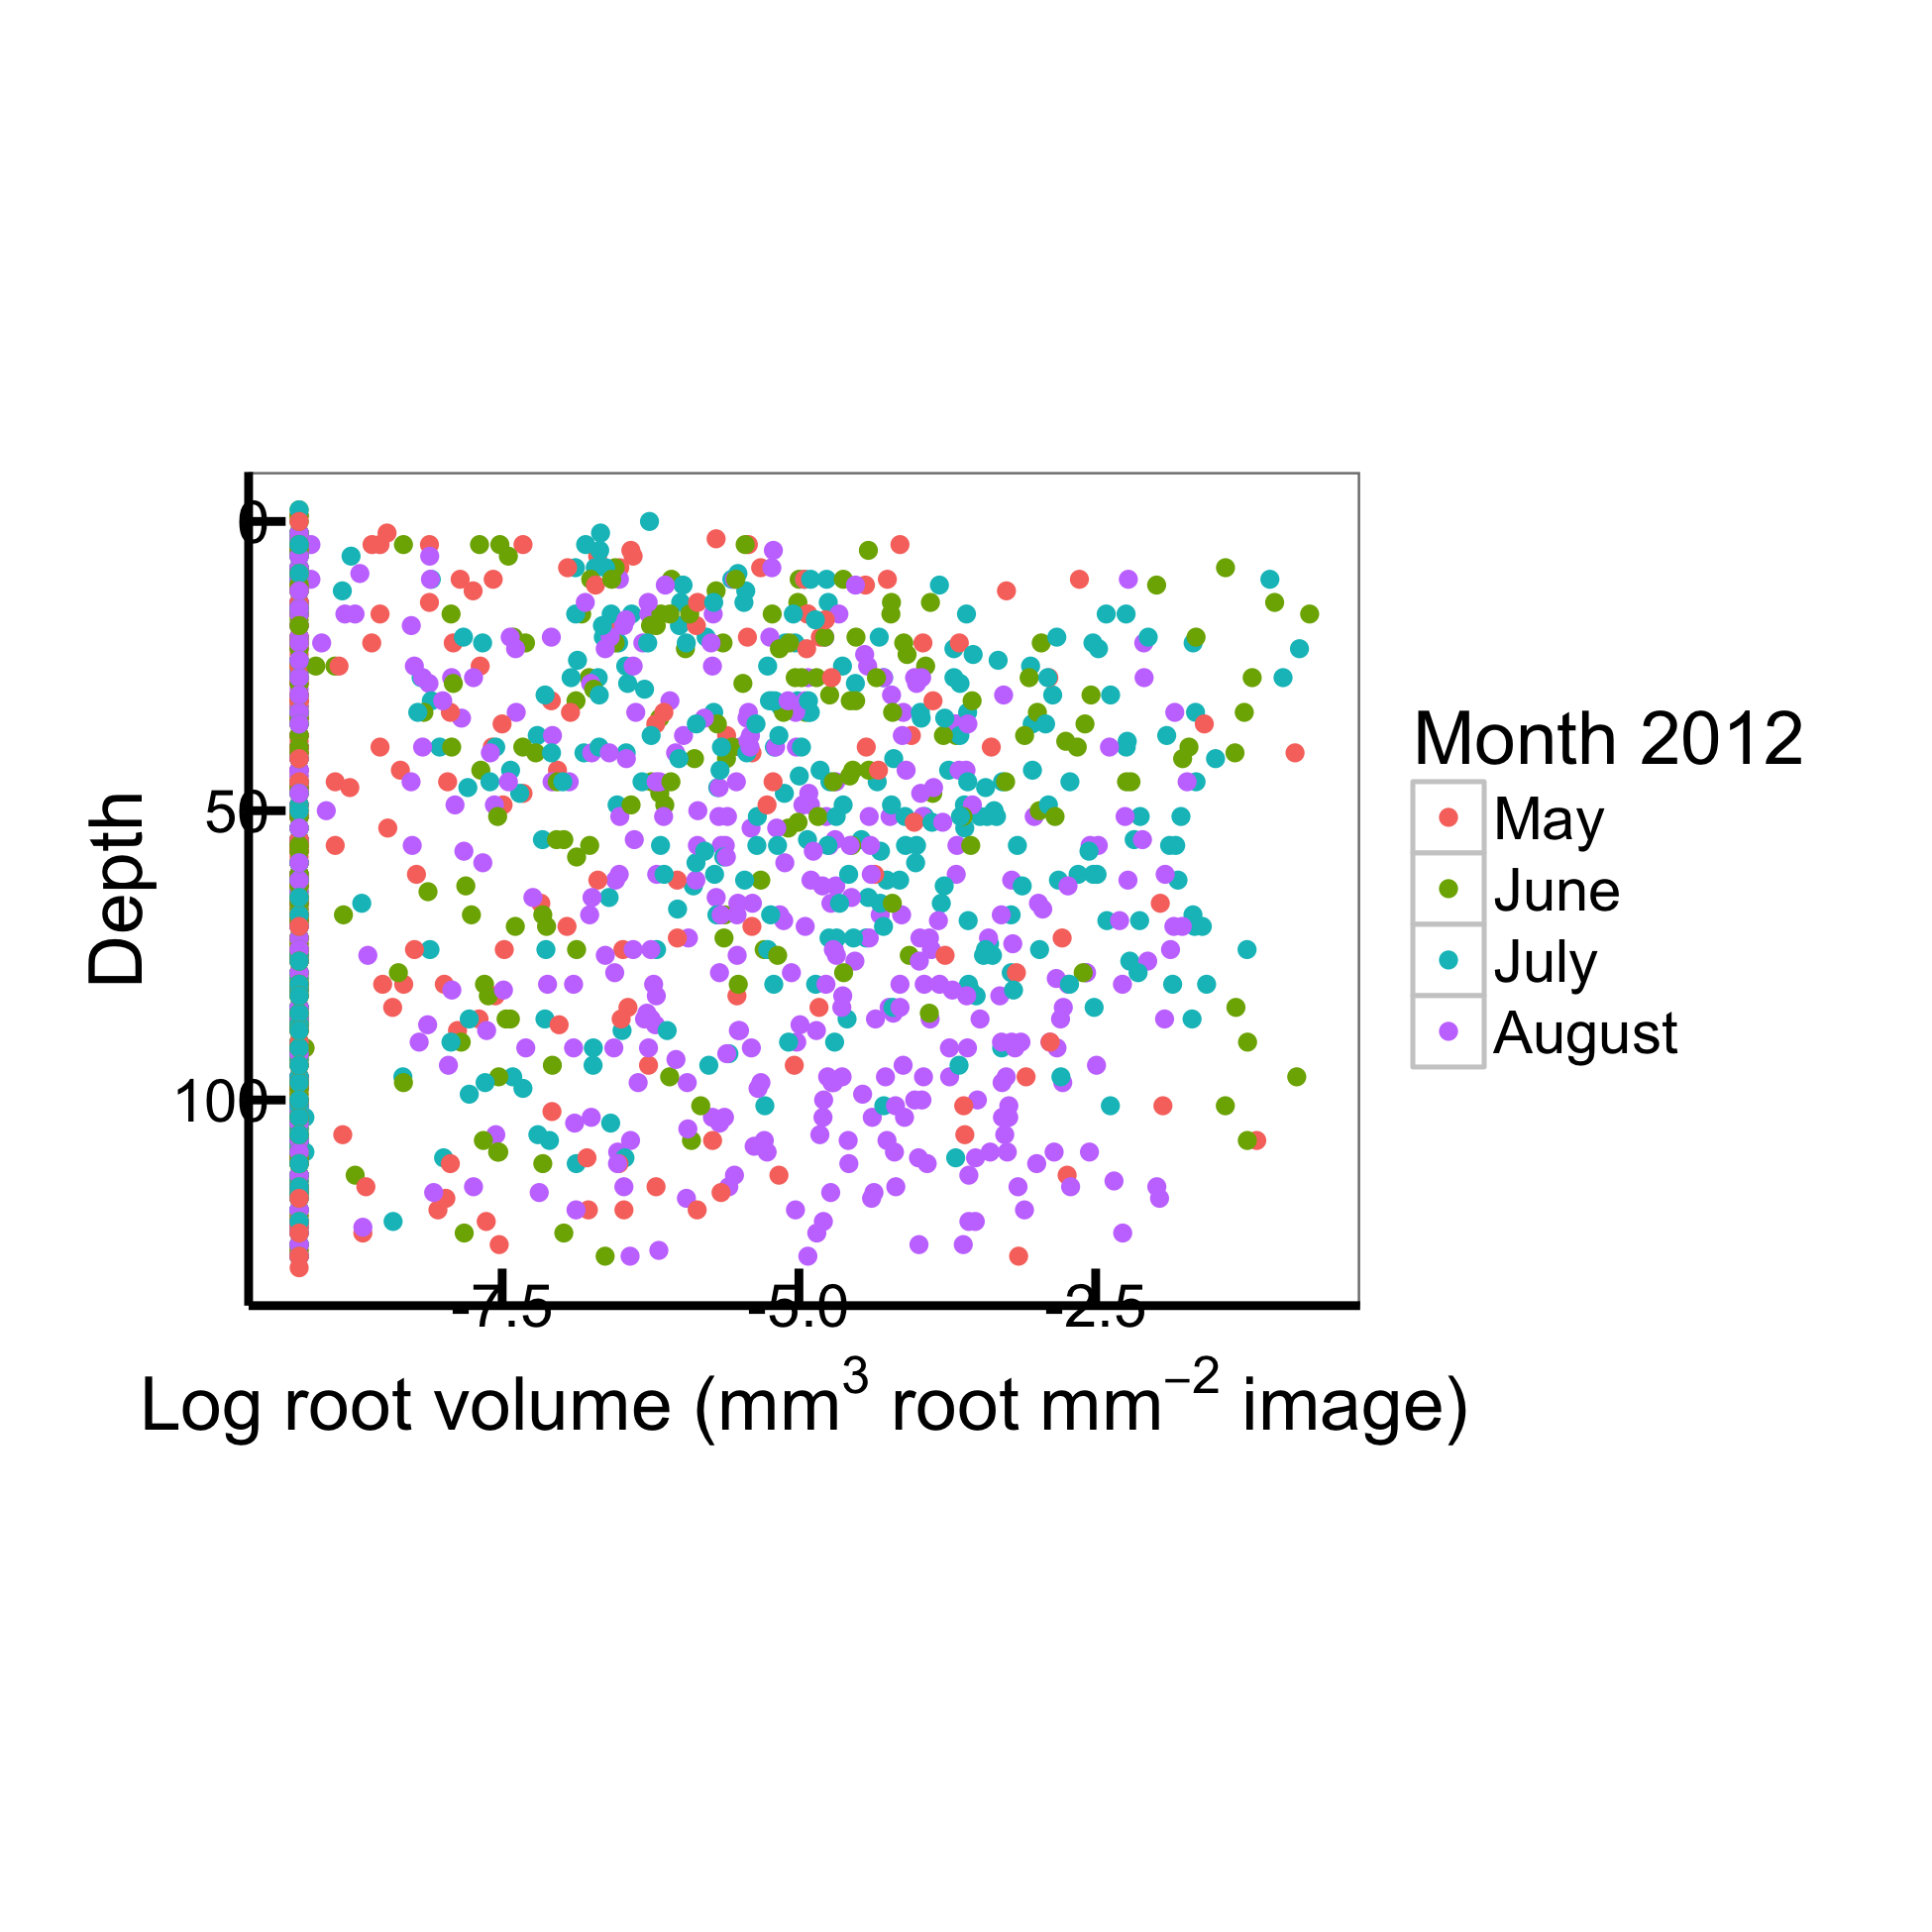 Depth
0
50
100
-7.5
-5.0
-2.5
Log root volume (mm³ root mm⁻² image)
Month 2012
May
June
July
August